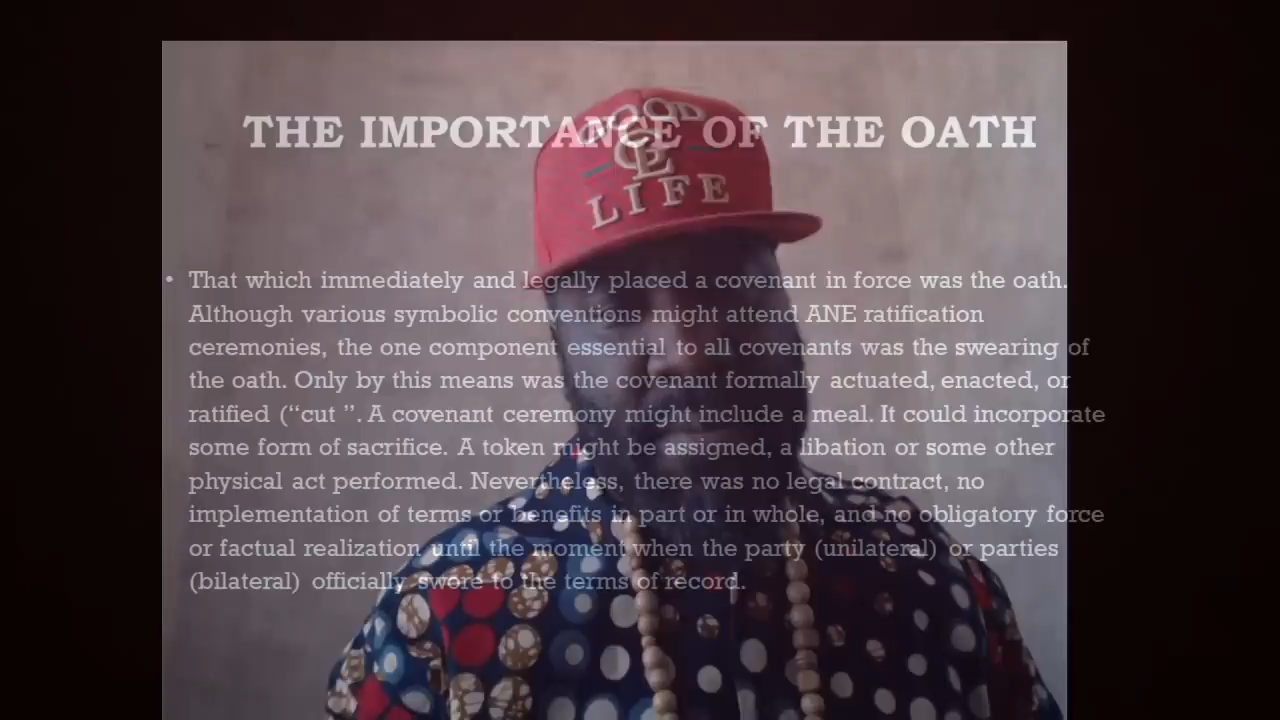 THE IMPORTANCE OF THE OATH
GOOD
GL
LIFE
• That which immediately and legally placed a covenant in force was the oath.
Although various symbolic conventions might attend ANE ratification
ceremonies, the one component essential to all covenants was the swearing of
the oath. Only by this means was the covenant formally actuated, enacted, or
ratified (“cut ”. A covenant ceremony might include a meal. It could incorporate
some form of sacrifice. A token might be assigned, a libation or some other
physical act performed. Nevertheless, there was no legal contract, no
implementation of terms or benefits in part or in whole, and no obligatory force
or factual realization until the moment when the party (unilateral) or parties
(bilateral) officially swore to the terms of record.